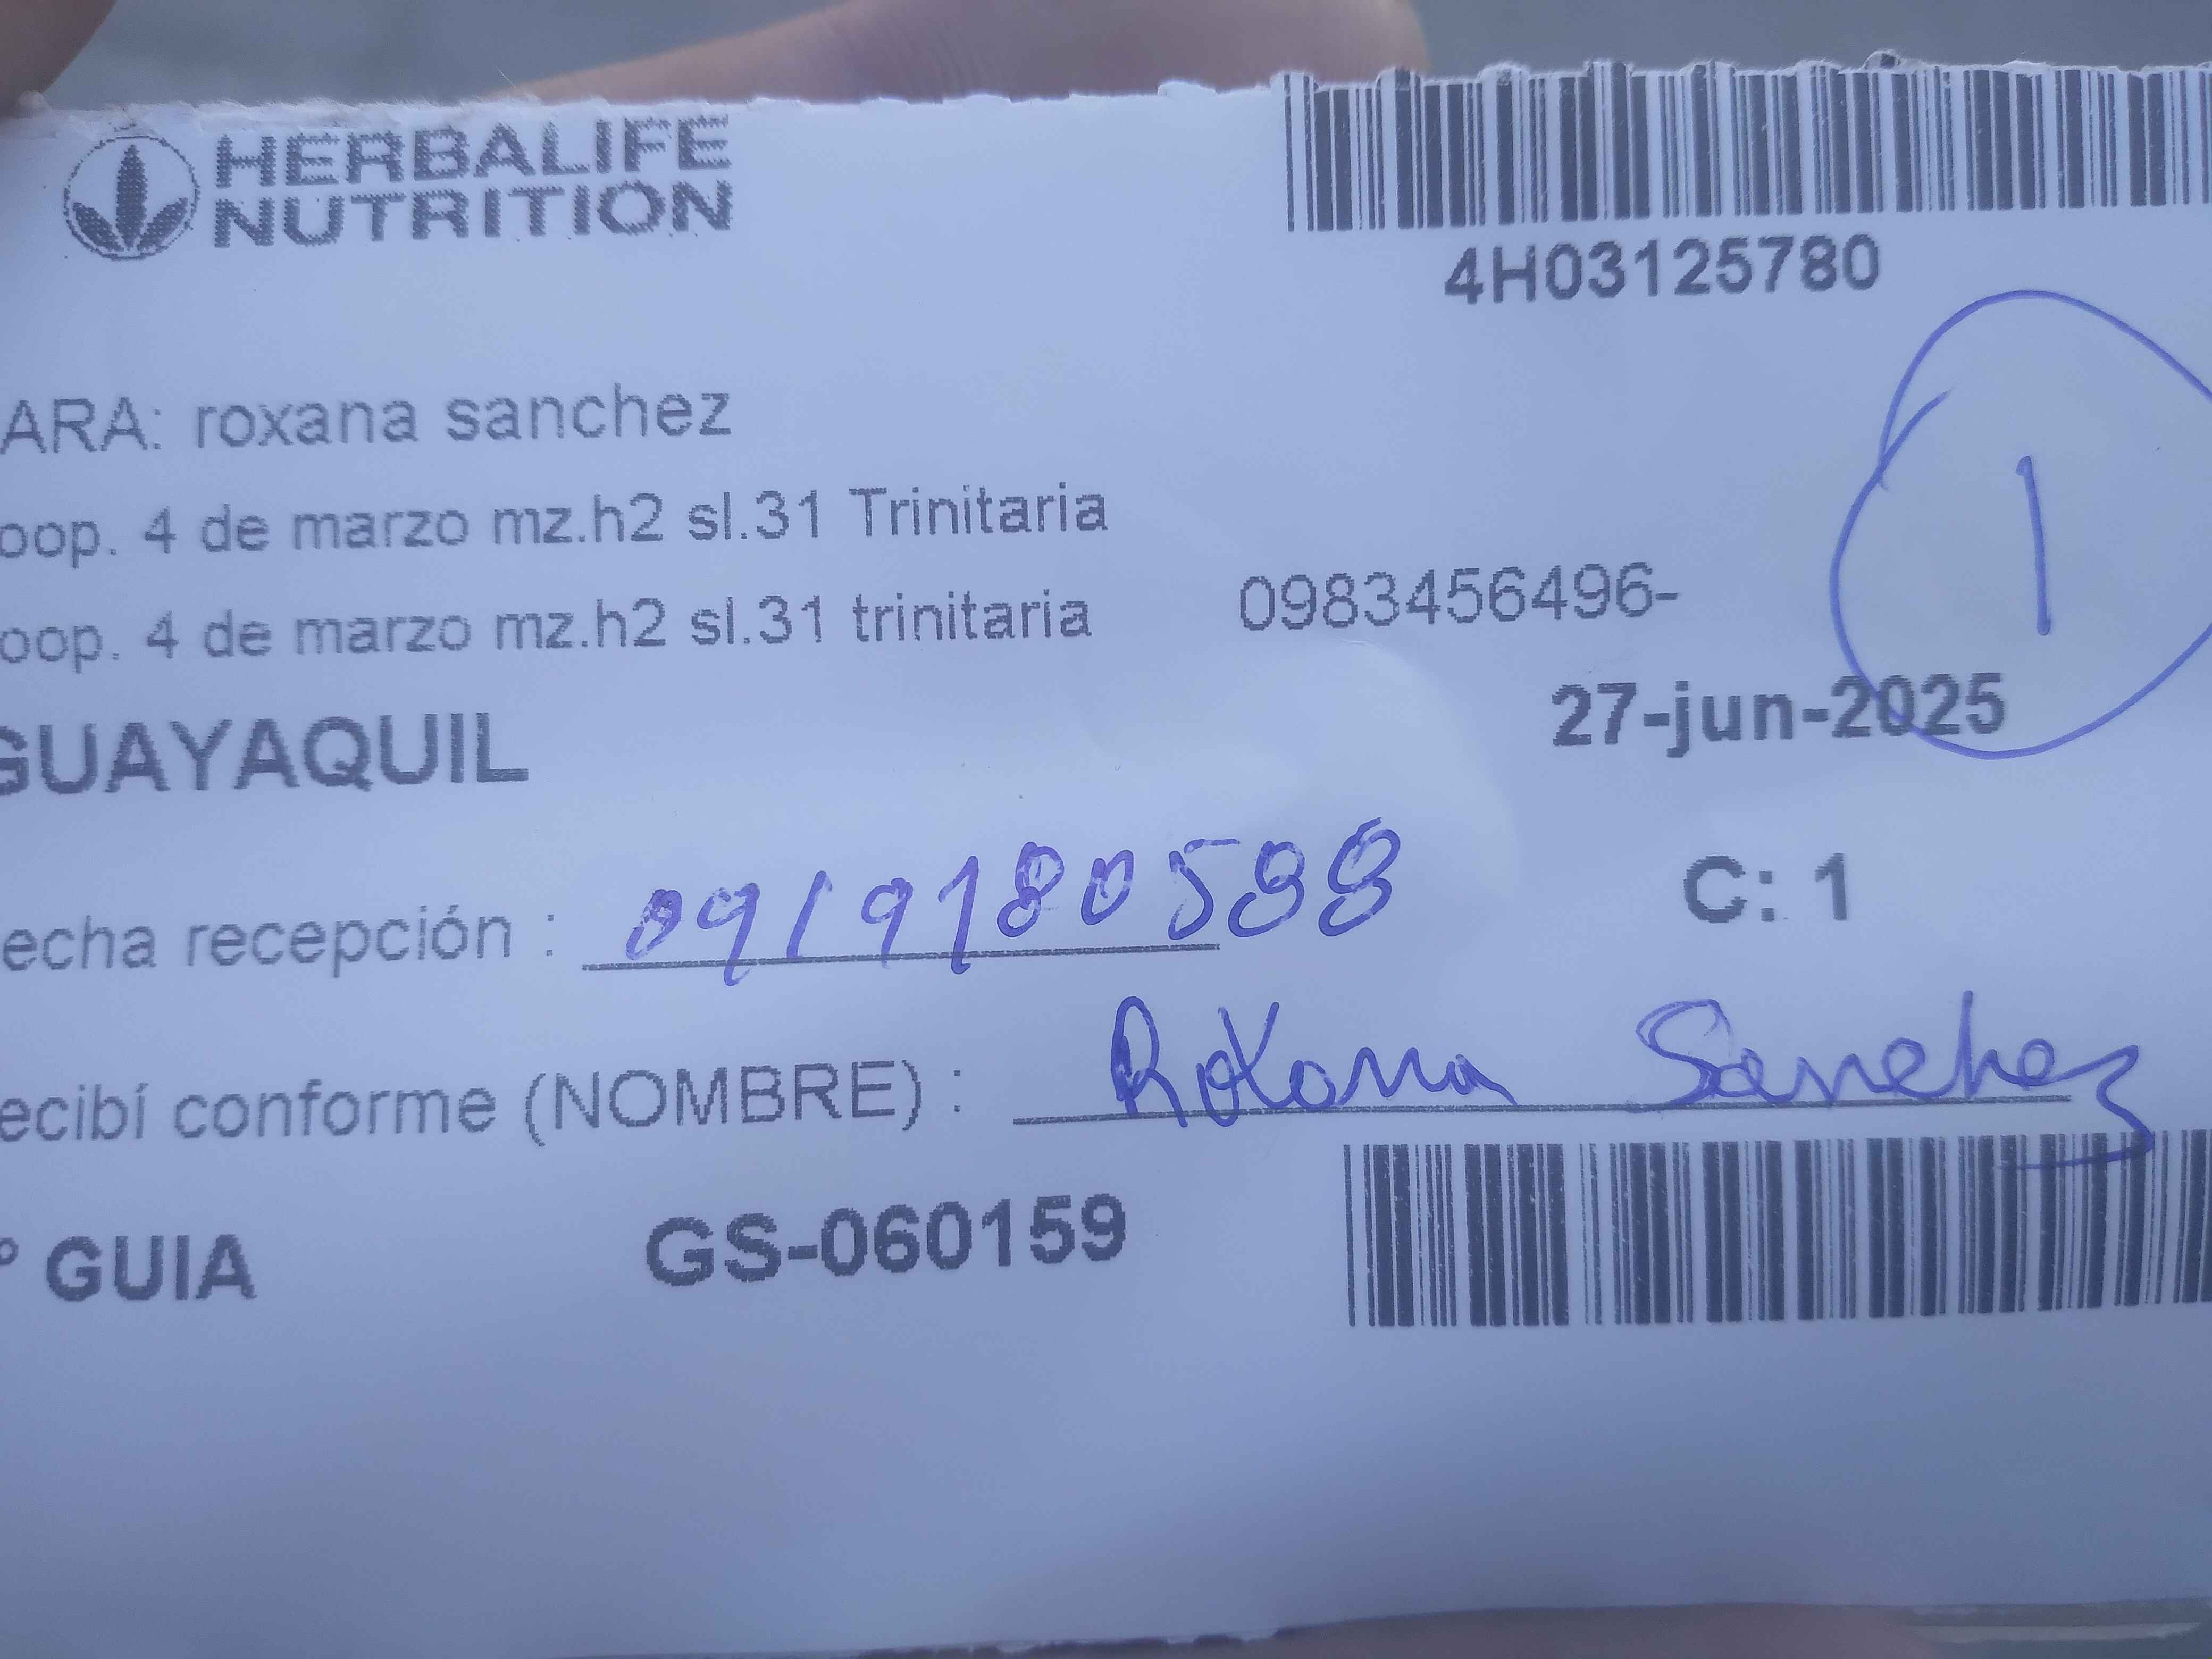 HERBALIFE
NUTRITION
4H03125780
ARA: roxana sanchez
oop. 4 de marzo mz.h2 sl.31 Trinitaria
oop. 4 de marzo mz.h2 sl.31 trinitaria 0983456496-
1
27-jun-2025
GUAYAQUIL
C: 1
echa recepción : 0919180588
ecibí conforme (NOMBRE) : Roxana Sanchez
° GUIA GS-060159